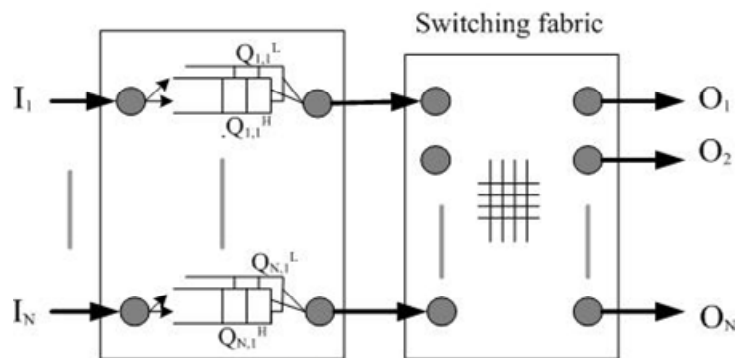 Switching fabric
I1
Q1,1L
Q1,1H
O1
O2
IN
QN,1L
QN,1H
ON